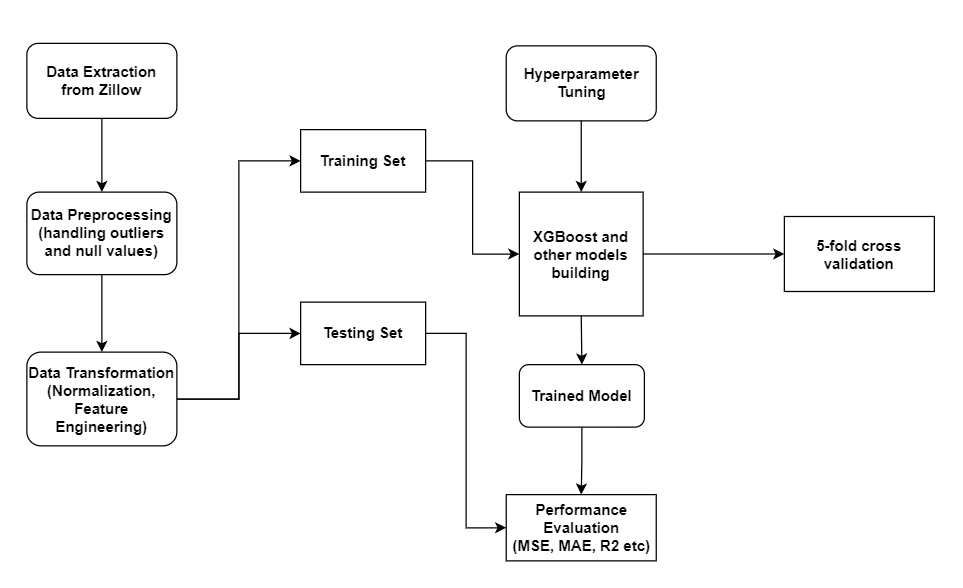 Data Extraction
from Zillow
Data Preprocessing
(handling outliers
and null values)
Data Transformation
(Normalization,
Feature
Engineering)
Training Set
Testing Set
Hyperparameter
Tuning
XGBoost and
other models
building
5-fold cross
validation
Trained Model
Performance
Evaluation
(MSE, MAE, R2 etc)